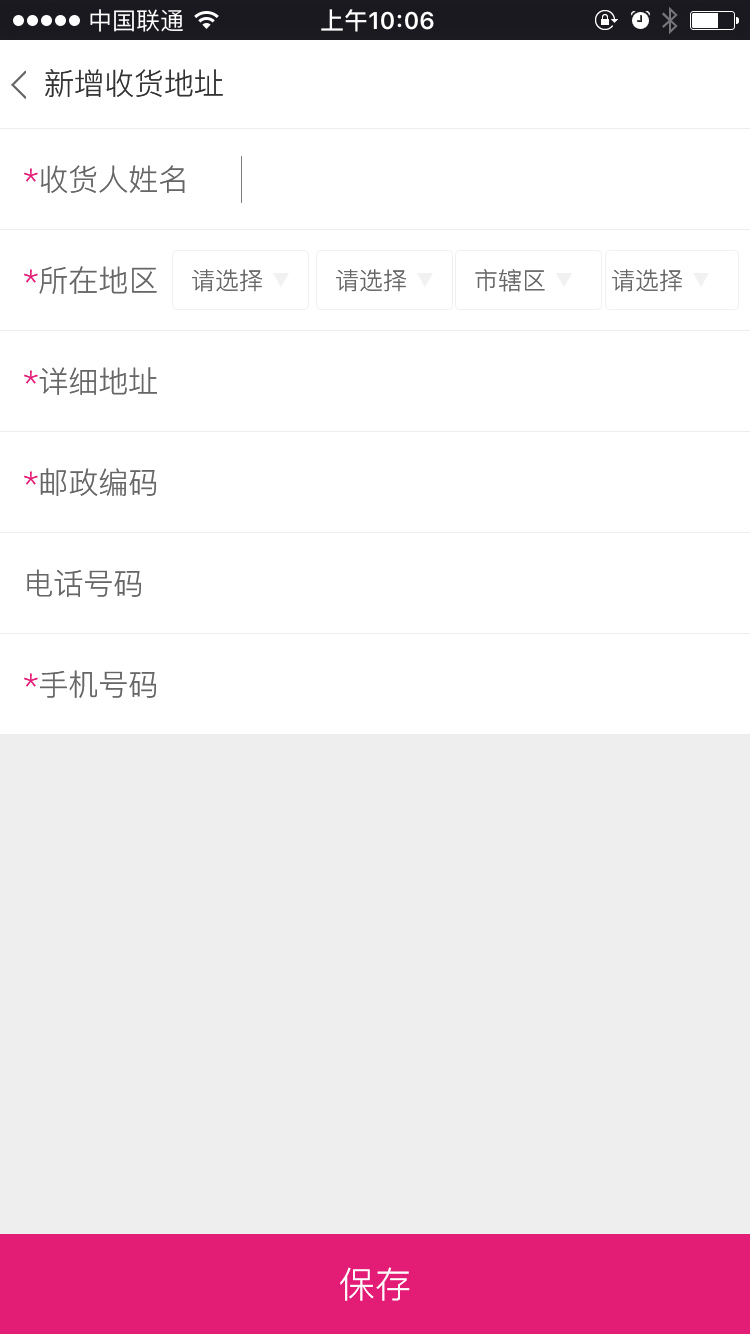 中国联通 上午10:06
新增收货地址
*收货人姓名
*所在地区 请选择 请选择 市辖区 请选择
*详细地址
*邮政编码
电话号码
*手机号码
保存